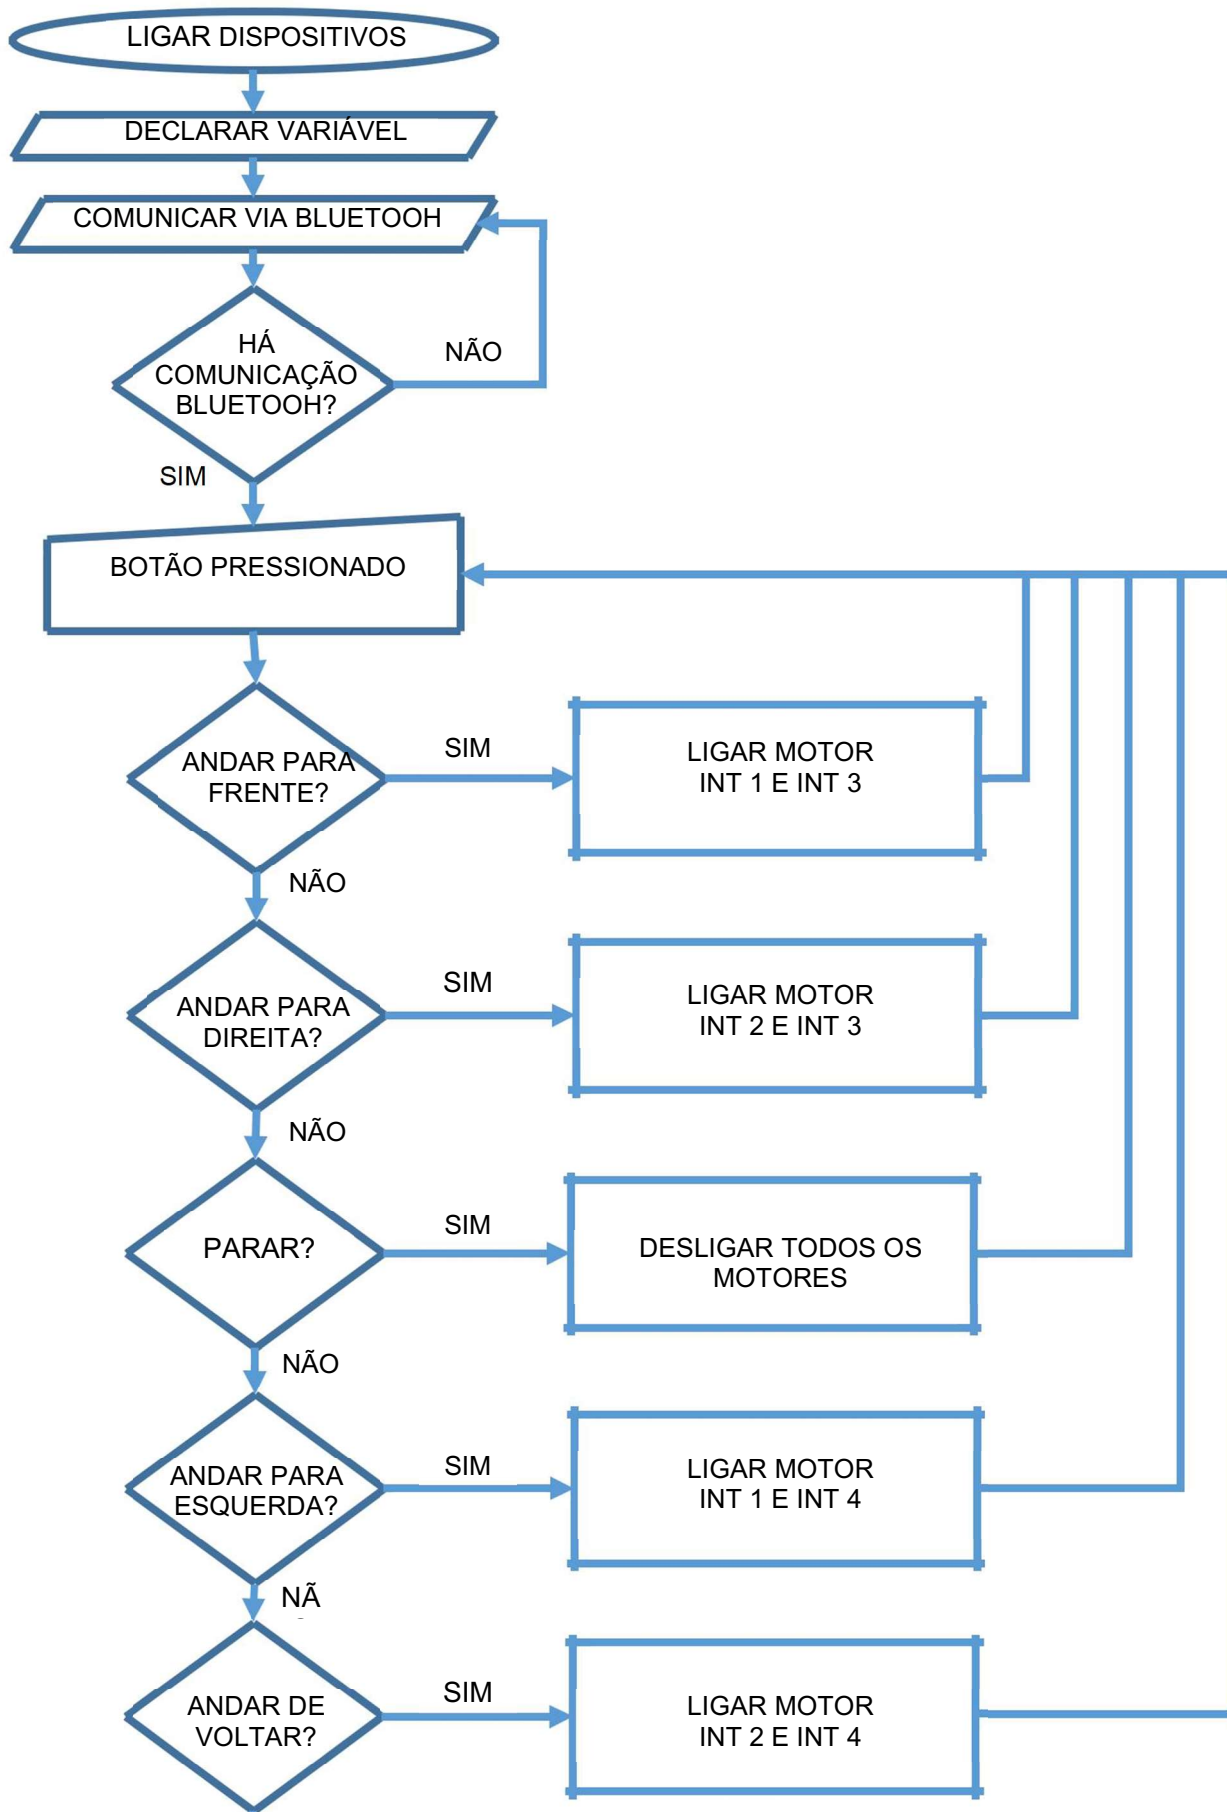 LIGAR DISPOSITIVOS
DECLARAR VARIÁVEL
COMUNICAR VIA BLUETOOH
HÁ
COMUNICAÇÃO
BLUETOOH?
NÃO
SIM
BOTÃO PRESSIONADO
ANDAR PARA
FRENTE?
SIM
LIGAR MOTOR
INT 1 E INT 3
NÃO
ANDAR PARA
DIREITA?
SIM
LIGAR MOTOR
INT 2 E INT 3
NÃO
PARAR?
SIM
DESLIGAR TODOS OS
MOTORES
NÃO
ANDAR PARA
ESQUERDA?
SIM
LIGAR MOTOR
INT 1 E INT 4
NÃ
ANDAR DE
VOLTAR?
SIM
LIGAR MOTOR
INT 2 E INT 4